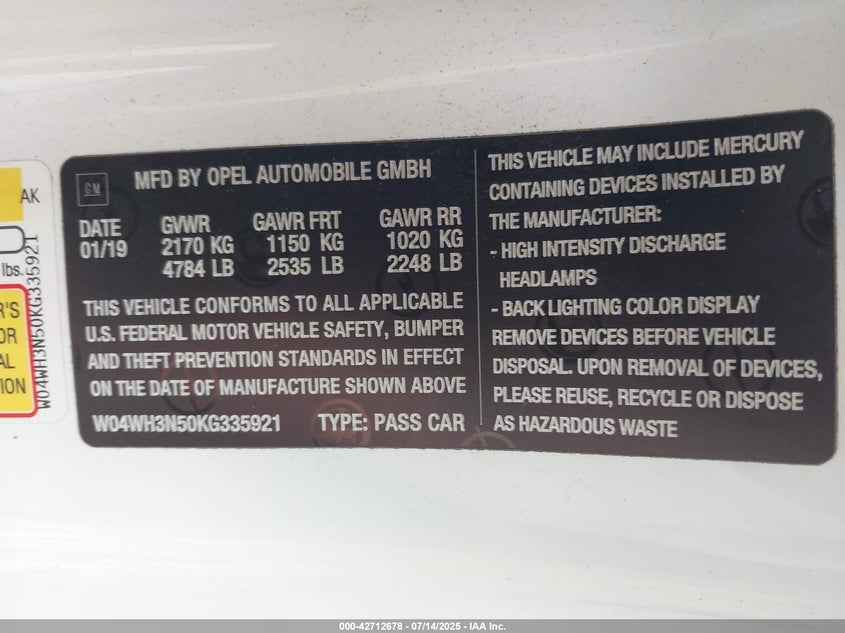 AK
lbs.
R'S
OR
AL
TION
W04WH3N50KG335921
GM
MFD BY OPEL AUTOMOBILE GMBH
DATE GVWR GAWR FRT GAWR RR
01/19 2170 KG 1150 KG 1020 KG
4784 LB 2535 LB 2248 LB
THIS VEHICLE CONFORMS TO ALL APPLICABLE
U.S. FEDERAL MOTOR VEHICLE SAFETY, BUMPER
AND THEFT PREVENTION STANDARDS IN EFFECT
ON THE DATE OF MANUFACTURE SHOWN ABOVE
W04WH3N50KG335921 TYPE: PASS CAR
THIS VEHICLE MAY INCLUDE MERCURY
CONTAINING DEVICES INSTALLED BY
THE MANUFACTURER:
- HIGH INTENSITY DISCHARGE
HEADLAMPS
- BACK LIGHTING COLOR DISPLAY
REMOVE DEVICES BEFORE VEHICLE
DISPOSAL. UPON REMOVAL OF DEVICES,
PLEASE REUSE, RECYCLE OR DISPOSE
AS HAZARDOUS WASTE
000-42712678 - 07/14/2025 - IAA Inc.